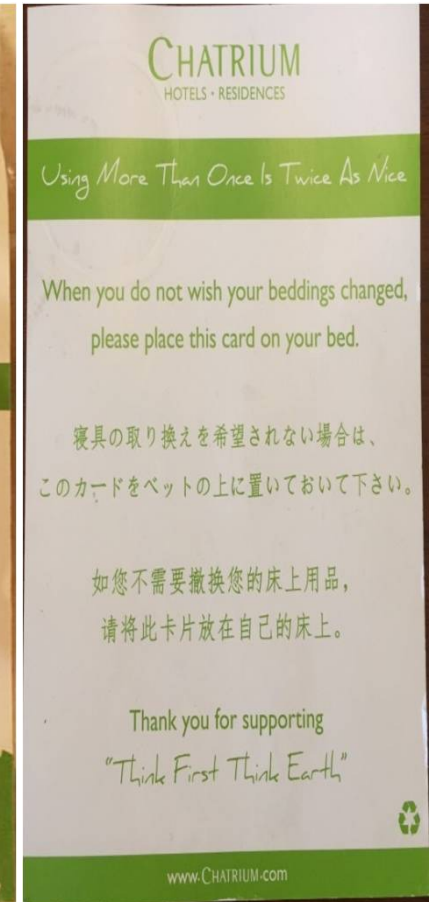 CHATRIUM
HOTELS • RESIDENCES
Using More Than Once Is Twice As Nice
When you do not wish your beddings changed,
please place this card on your bed.
寝具の取り換えを希望されない場合は、
このカードをベットの上に置いておいて下さい。
如您不需要撤换您的床上用品，
请将此卡片放在自己的床上。
Thank you for supporting
"Think First Think Earth"
www.CHATRIUM.com